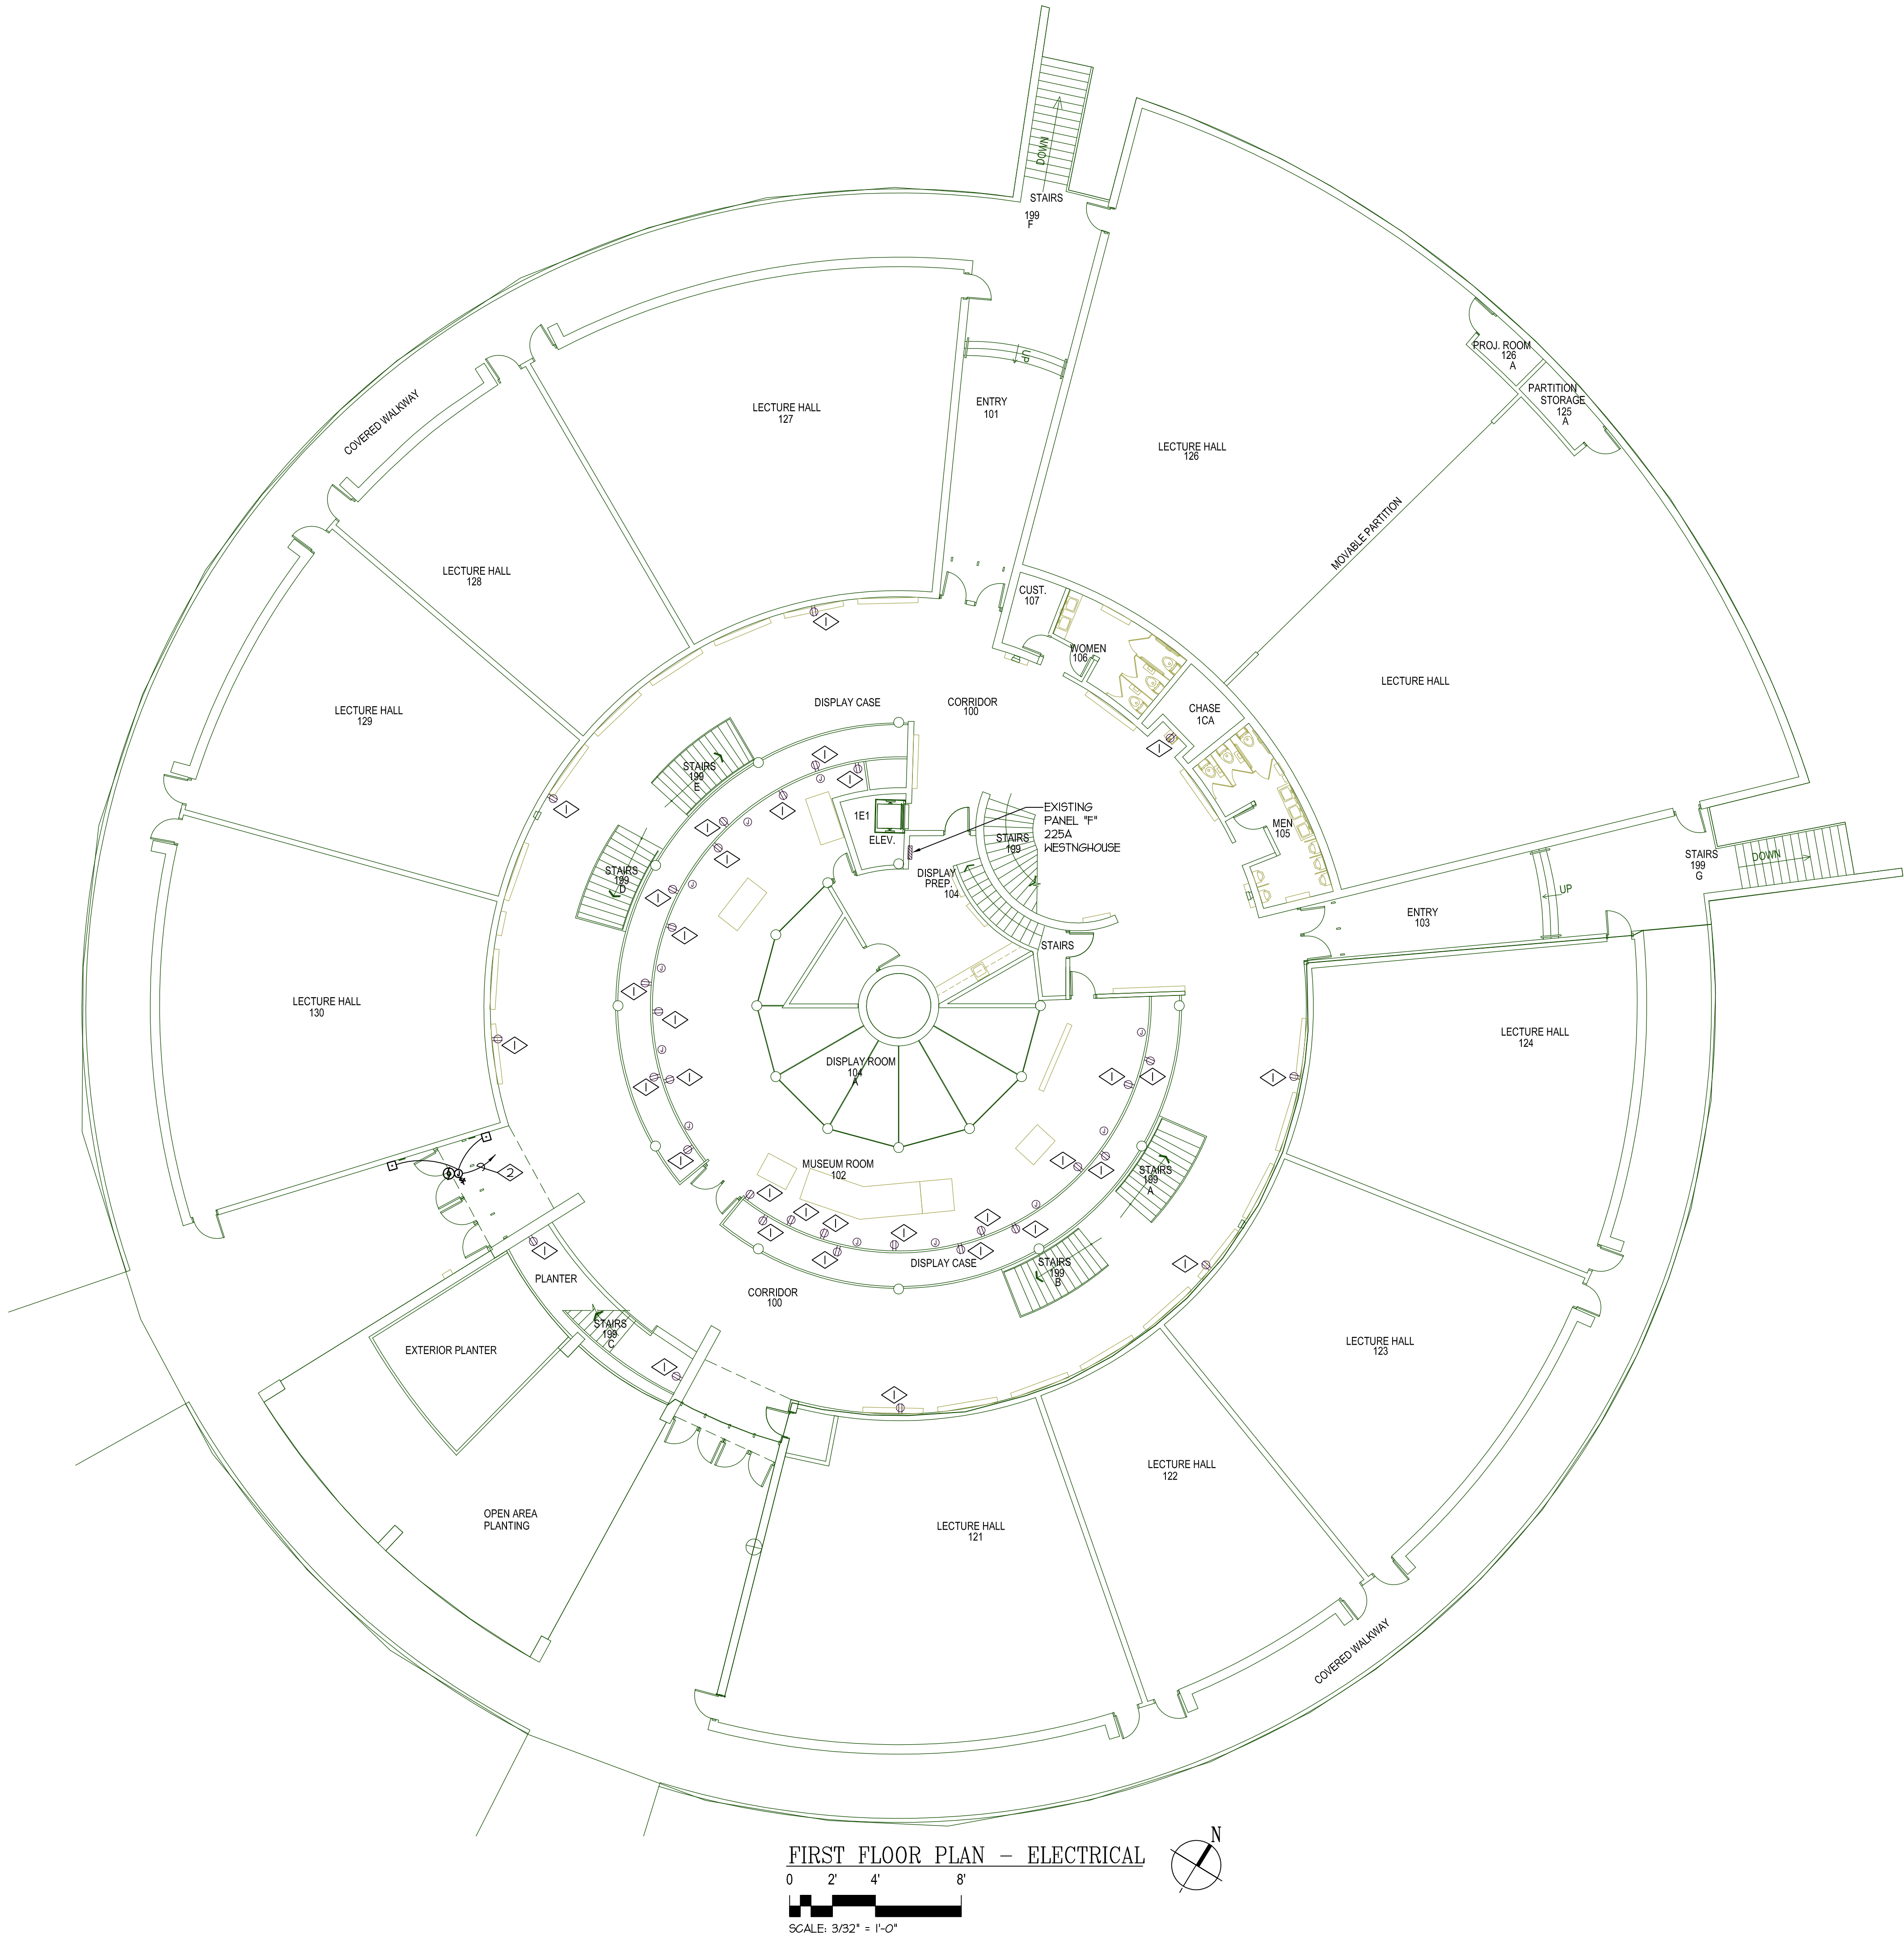 DOWN
STAIRS
199
F
UP
ENTRY
101
LECTURE HALL
127
COVERED WALKWAY
LECTURE HALL
126
PROJ. ROOM
126
A
PARTITION
STORAGE
125
A
MOVABLE PARTITION
LECTURE HALL
128
CUST.
107
WOMEN
106
LECTURE HALL
LECTURE HALL
129
DISPLAY CASE
CORRIDOR
100
CHASE
1CA
STAIRS
199
E
1E1
ELEV.
EXISTING
PANEL "F"
225A
WESTNGHOUSE
STAIRS
199
MEN
105
STAIRS
199
D
DISPLAY
PREP.
104
STAIRS
199
G
DOWN
UP
ENTRY
103
STAIRS
LECTURE HALL
130
LECTURE HALL
124
DISPLAY ROOM
104
A
MUSEUM ROOM
102
STAIRS
199
A
2
DISPLAY CASE
STAIRS
199
B
PLANTER
CORRIDOR
100
STAIRS
199
C
EXTERIOR PLANTER
LECTURE HALL
123
LECTURE HALL
122
OPEN AREA
PLANTING
LECTURE HALL
121
COVERED WALKWAY
FIRST FLOOR PLAN - ELECTRICAL
N
0 2' 4' 8'
SCALE: 3/32" = 1'-0"